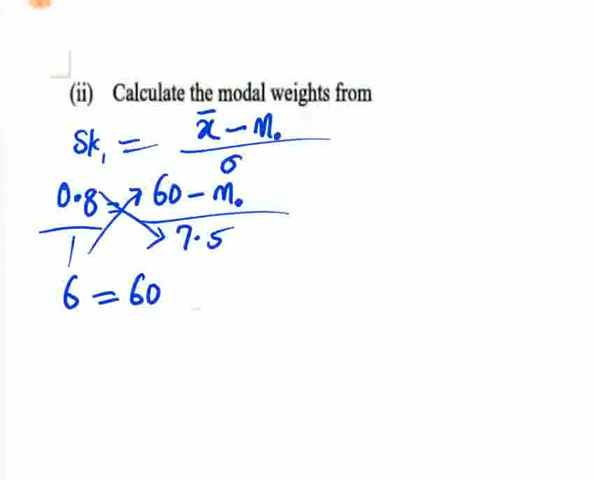 (ii) Calculate the modal weights from
Sk₁ = x̄ - M₀ / σ
0.8/1 = 60 - M₀ / 7.5
6 = 60